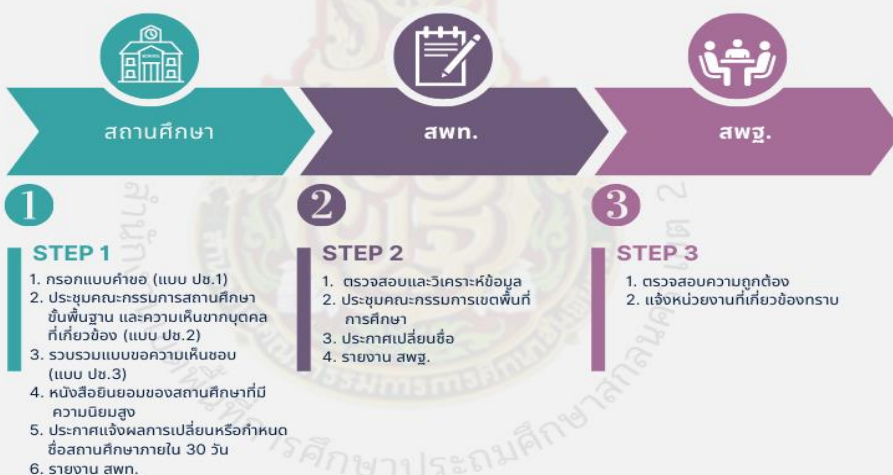 สถานศึกษา
สพท.
สพฐ.
1
STEP 1
1. กรอกแบบคำขอ (แบบ ปช.1)
2. ประชุมคณะกรรมการสถานศึกษา
ขั้นพื้นฐาน และความเห็นขากบุคคล
ที่เกี่ยวข้อง (แบบ ปช.2)
3. รวบรวมแบบขอความเห็นชอบ
(แบบ ปช.3)
4. หนังสือยินยอมของสถานศึกษาที่มี
ความนิยมสูง
5. ประกาศแจ้งผลการเปลี่ยนหรือกำหนด
ชื่อสถานศึกษาภายใน 30 วัน
6. รายงาน สพท.
2
STEP 2
1. ตรวจสอบและวิเคราะห์ข้อมูล
2. ประชุมคณะกรรมการเขตพื้นที่
การศึกษา
3. ประกาศเปลี่ยนชื่อ
4. รายงาน สพฐ.
3
STEP 3
1. ตรวจสอบความถูกต้อง
2. แจ้งหน่วยงานที่เกี่ยวข้องทราบ